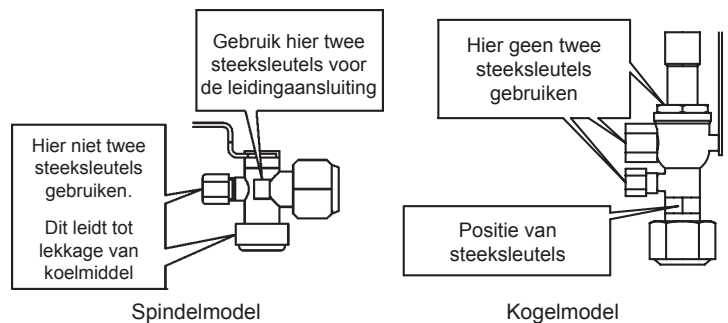 Gebruik hier twee
steeksleutels voor
de leidingaansluiting
Hier niet twee
steeksleutels
gebruiken.
Dit leidt tot
lekkage van
koelmiddel
Spindelmodel
Hier geen twee
steeksleutels
gebruiken
Positie van
steeksleutels
Kogelmodel